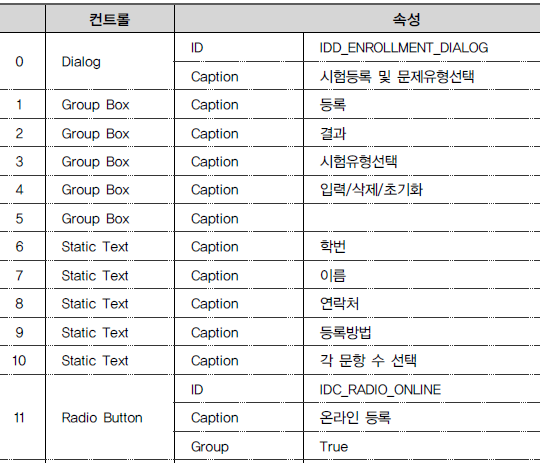 컨트롤 속성
0 Dialog ID IDD_ENROLLMENT_DIALOG
Caption 시험등록 및 문제유형선택
1 Group Box Caption 등록
2 Group Box Caption 결과
3 Group Box Caption 시험유형선택
4 Group Box Caption 입력/삭제/초기화
5 Group Box Caption
6 Static Text Caption 학번
7 Static Text Caption 이름
8 Static Text Caption 연락처
9 Static Text Caption 등록방법
10 Static Text Caption 각 문항 수 선택
11 Radio Button ID IDC_RADIO_ONLINE
Caption 온라인 등록
Group True